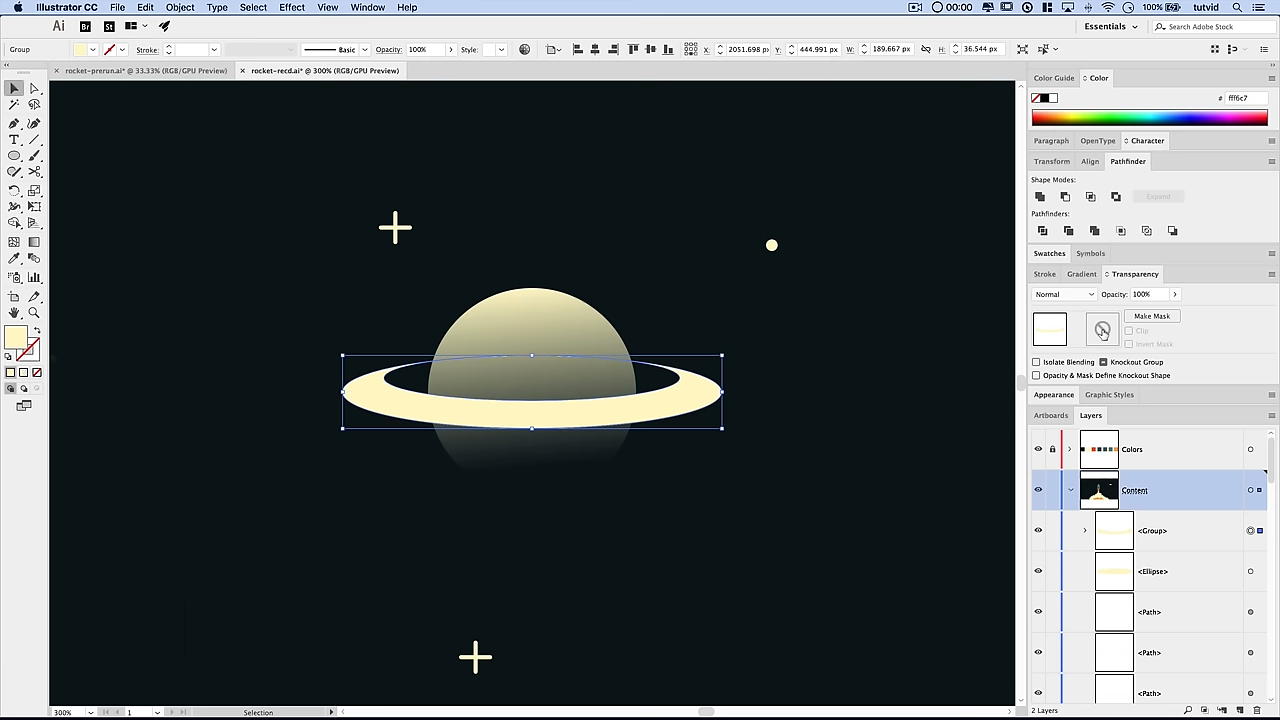 Illustrator CC File Edit Object Type Select Effect View Window Help 00:00 100% tutvid
Ai Br St Essentials Search Adobe Stock
Group Stroke: Basic Opacity: 100% Style: X: 2051.698 p Y: 444.991 px W: 189.667 px H: 36.544 px
rocket-prerun.ai* @ 33.33% (RGB/GPU Preview) rocket-recd.ai* @ 300% (RGB/GPU Preview)
Color Guide Color
# fff6c7
Paragraph OpenType Character
Transform Align Pathfinder
Shape Modes:
Expand
Pathfinders:
Swatches Symbols
Stroke Gradient Transparency
Normal Opacity: 100%
Make Mask
Clip
Invert Mask
Isolate Blending Knockout Group
Opacity & Mask Define Knockout Shape
Appearance Graphic Styles
Artboards Layers
Colors
Content
<Group>
<Ellipse>
<Path>
<Path>
<Path>
300% 1 Selection 2 Layers